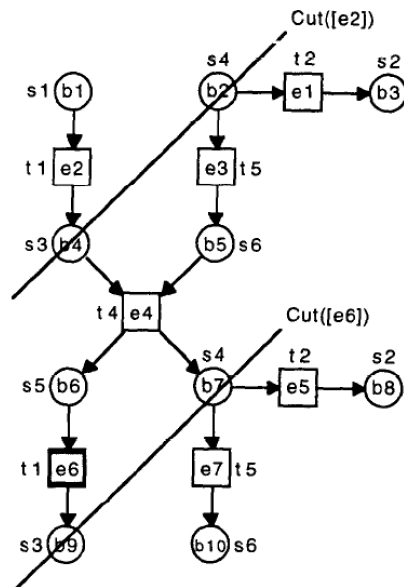 Cut([e2])
s4 t2 s2
s1 b1 b2 e1 b3
t1 e2 e3 t5
s3 b4 b5 s6
t4 e4 Cut([e6])
s4 t2 s2
s5 b6 b7 e5 b8
t1 e6 e7 t5
s3 b9 b10 s6